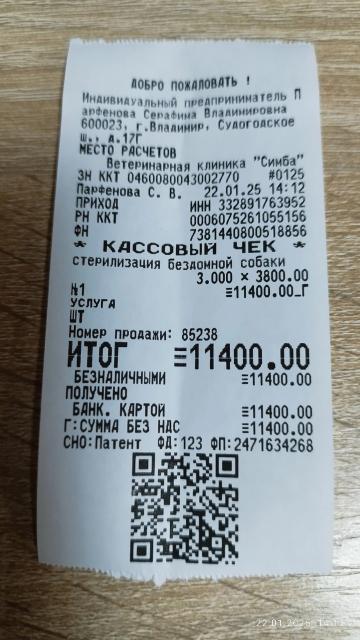 ДОБРО ПОЖАЛОВАТЬ !
Индивидуальный предприниматель П
арфенова Серафима Владимировна
600023, г.Владимир, Судогодское
ш., д.17Г
МЕСТО РАСЧЕТОВ
Ветеринарная клиника "Симба"
ЗН ККТ 0460080043002770 #0125
Парфенова С. В. 22.01.25 14:12
ПРИХОД ИНН 332891763952
РН ККТ 0006075261055156
ФН 7381440800518856
* КАССОВЫЙ ЧЕК *
стерилизация бездомной собаки
3.000 × 3800.00
№1 ≡11400.00_Г
УСЛУГА
ШТ
Номер продажи: 85238
ИТОГ ≡11400.00
БЕЗНАЛИЧНЫМИ ≡11400.00
ПОЛУЧЕНО
БАНК. КАРТОЙ ≡11400.00
Г:СУММА БЕЗ НДС ≡11400.00
СНО:Патент ФД:123 ФП:2471634268